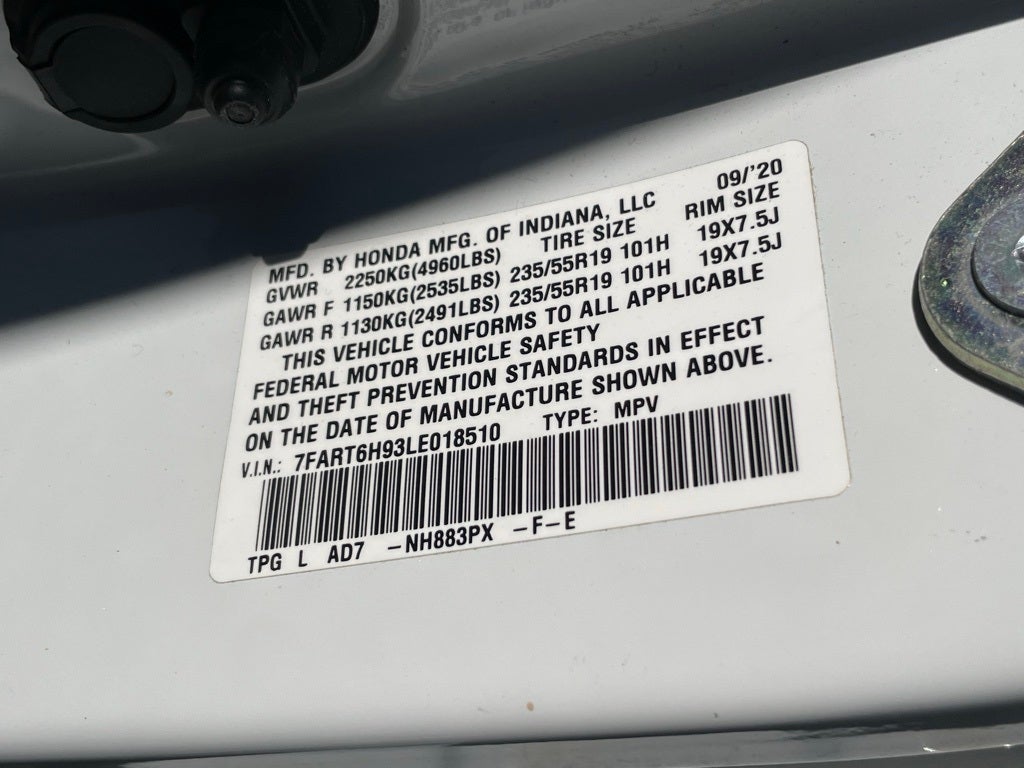 MFD. BY HONDA MFG. OF INDIANA, LLC 09/'20
GVWR 2250KG(4960LBS) TIRE SIZE RIM SIZE
GAWR F 1150KG(2535LBS) 235/55R19 101H 19X7.5J
GAWR R 1130KG(2491LBS) 235/55R19 101H 19X7.5J
THIS VEHICLE CONFORMS TO ALL APPLICABLE
FEDERAL MOTOR VEHICLE SAFETY
AND THEFT PREVENTION STANDARDS IN EFFECT
ON THE DATE OF MANUFACTURE SHOWN ABOVE.
V.I.N.: 7FART6H93LE018510 TYPE: MPV
TPG L AD7 -NH883PX -F-E